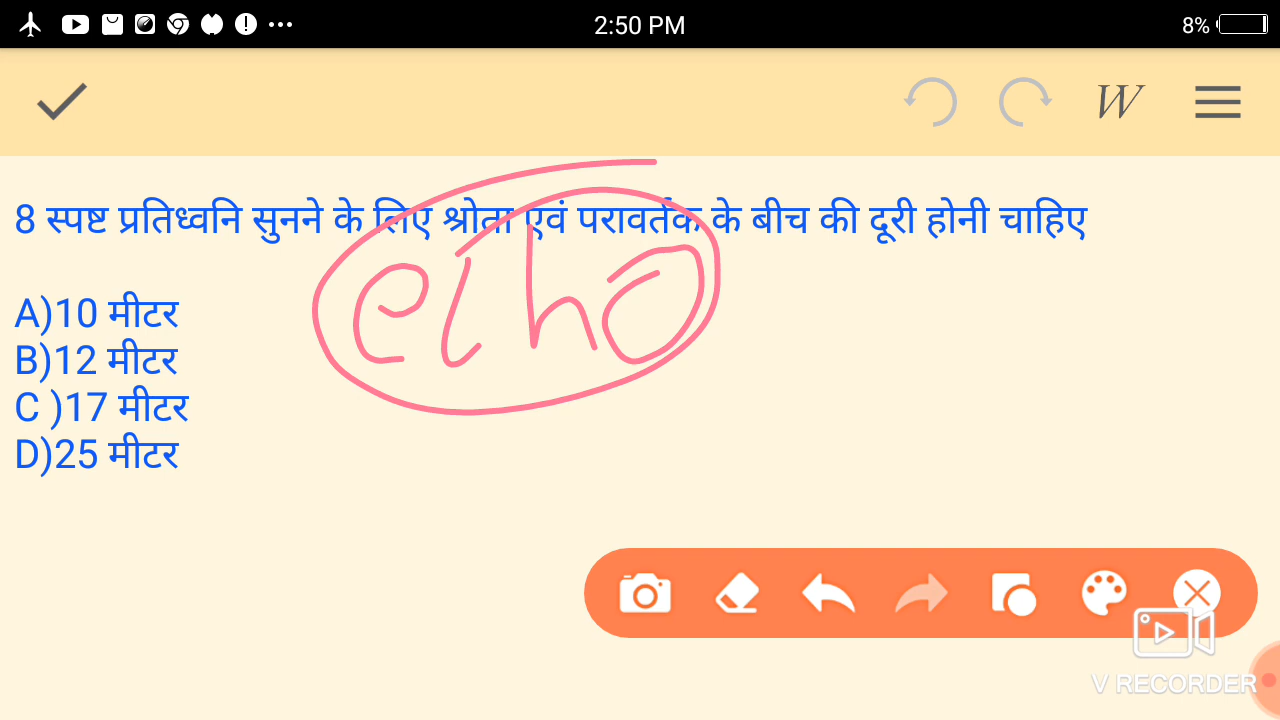 2:50 PM
8%
W
8 स्पष्ट प्रतिध्वनि सुनने के लिए श्रोता एवं परावर्तक के बीच की दूरी होनी चाहिए
echo
A)10 मीटर
B)12 मीटर
C )17 मीटर
D)25 मीटर
V RECORDER